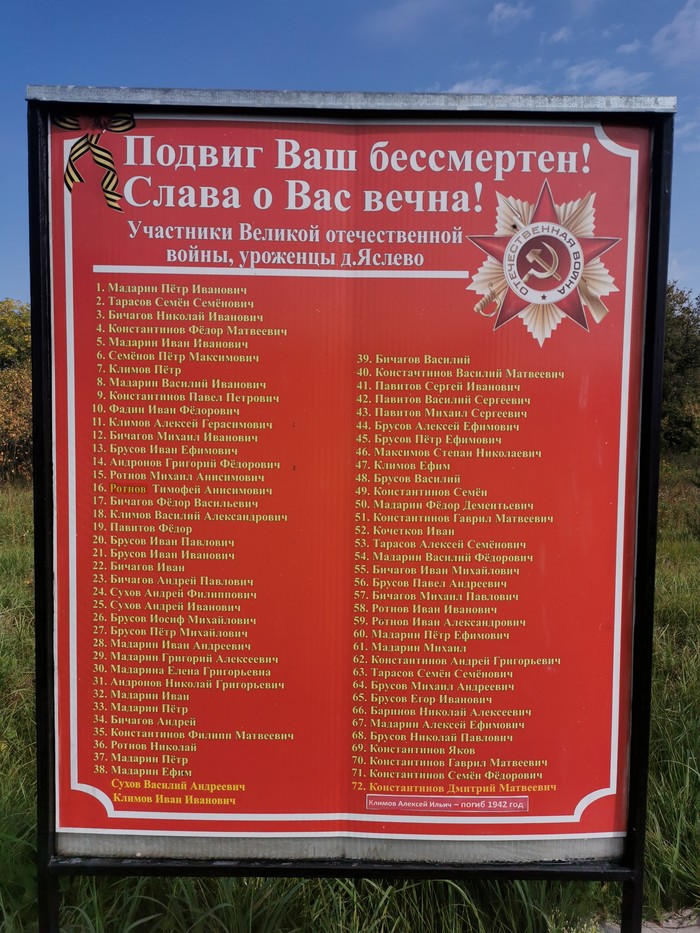 Подвиг Ваш бессмертен!
Слава о Вас вечна!
Участники Великой отечественной
войны, уроженцы д.Яслево
ОТЕЧЕСТВЕННАЯ ВОЙНА
1. Мадарин Пётр Иванович
2. Тарасов Семён Семёнович
3. Бичагов Николай Иванович
4. Константинов Фёдор Матвеевич
5. Мадарин Иван Иванович
6. Семёнов Пётр Максимович
7. Климов Пётр
8. Мадарин Василий Иванович
9. Константинов Павел Петрович
10. Фадин Иван Фёдорович
11. Климов Алексей Герасимович
12. Бичагов Михаил Иванович
13. Брусов Иван Ефимович
14. Андронов Григорий Фёдорович
15. Ротнов Михаил Анисимович
16. Ротнов Тимофей Анисимович
17. Бичагов Фёдор Васильевич
18. Климов Василий Александрович
19. Павитов Фёдор
20. Брусов Иван Павлович
21. Брусов Иван Иванович
22. Бичагов Иван
23. Бичагов Андрей Павлович
24. Сухов Андрей Филиппович
25. Сухов Андрей Иванович
26. Брусов Иосиф Михайлович
27. Брусов Пётр Михайлович
28. Мадарин Иван Андреевич
29. Мадарин Григорий Алексеевич
30. Мадарина Елена Григорьевна
31. Андронов Николай Григорьевич
32. Мадарин Иван
33. Мадарин Пётр
34. Бичагов Андрей
35. Константинов Филипп Матвеевич
36. Ротнов Николай
37. Мадарин Пётр
38. Мадарин Ефим
Сухов Василий Андреевич
Климов Иван Иванович
39. Бичагов Василий
40. Константинов Василий Матвеевич
41. Павитов Сергей Иванович
42. Павитов Василий Сергеевич
43. Павитов Михаил Сергеевич
44. Брусов Алексей Ефимович
45. Брусов Пётр Ефимович
46. Максимов Степан Николаевич
47. Климов Ефим
48. Брусов Василий
49. Константинов Семён
50. Мадарин Фёдор Дементьевич
51. Константинов Гаврил Матвеевич
52. Кочетков Иван
53. Тарасов Алексей Семёнович
54. Мадарин Василий Фёдорович
55. Бичагов Иван Михайлович
56. Брусов Павел Андреевич
57. Бичагов Михаил Павлович
58. Ротнов Иван Иванович
59. Ротнов Иван Александрович
60. Мадарин Пётр Ефимович
61. Мадарин Михаил
62. Константинов Андрей Григорьевич
63. Тарасов Семён Семёнович
64. Брусов Михаил Андреевич
65. Брусов Егор Иванович
66. Баринов Николай Алексеевич
67. Мадарин Алексей Ефимович
68. Брусов Николай Павлович
69. Константинов Яков
70. Константинов Гаврил Матвеевич
71. Константинов Семён Фёдорович
72. Константинов Дмитрий Матвеевич
Климов Алексей Ильич – погиб 1942 год